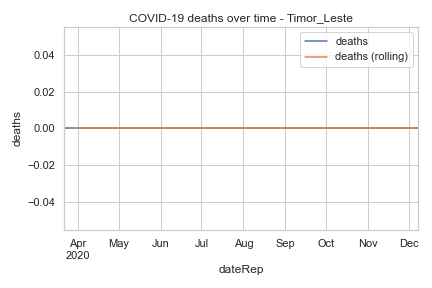 COVID-19 deaths over time - Timor_Leste
deaths
deaths (rolling)
0.04
0.02
0.00
−0.02
−0.04
deaths
Apr May Jun Jul Aug Sep Oct Nov Dec
2020
dateRep